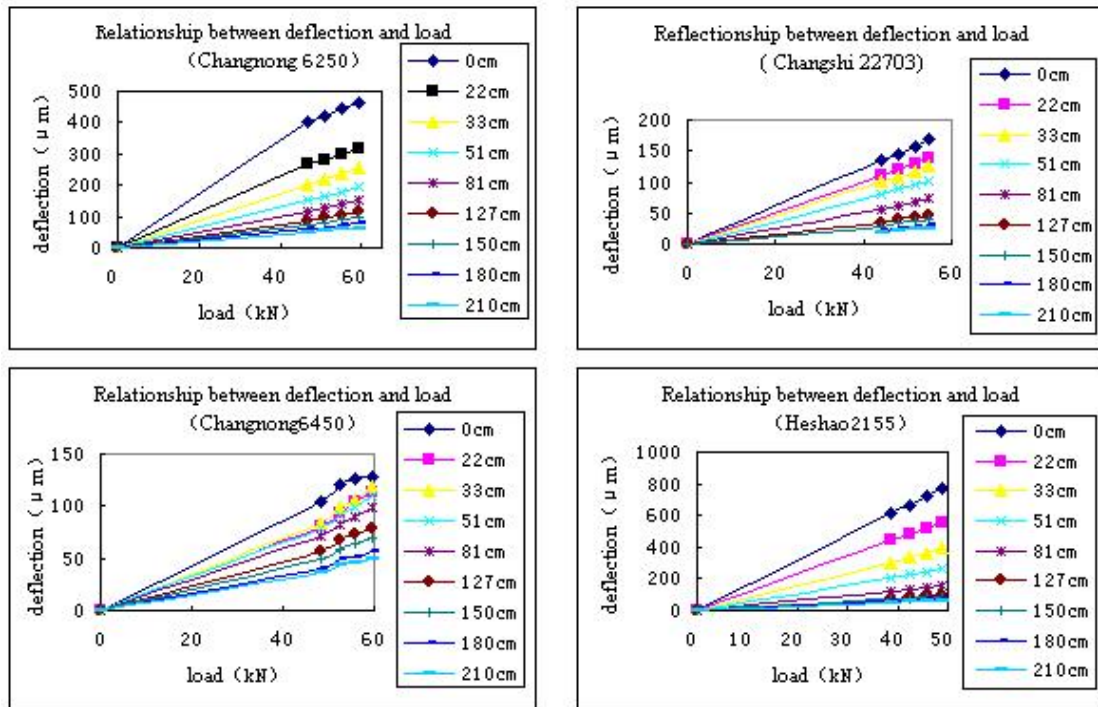 Relationship between deflection and load
（Changnong 6250）
500
400
300
200
100
0
0 20 40 60
deflection（μm）
load（kN）
0cm
22cm
33cm
51cm
81cm
127cm
150cm
180cm
210cm
Reflectionship between deflection and load
( Changshi 22703)
200
150
100
50
0
0 20 40 60
deflection（μm）
load（kN）
0cm
22cm
33cm
51cm
81cm
127cm
150cm
180cm
210cm
Relationship between deflection and load
（Changnong6450）
150
100
50
0
0 20 40 60
deflection（μm）
load（kN）
0cm
22cm
33cm
51cm
81cm
127cm
150cm
180cm
210cm
Relationship between deflection and load
（Heshao2155）
1000
800
600
400
200
0
0 10 20 30 40 50
deflection（μm）
load（kN）
0cm
22cm
33cm
51cm
81cm
127cm
150cm
180cm
210cm